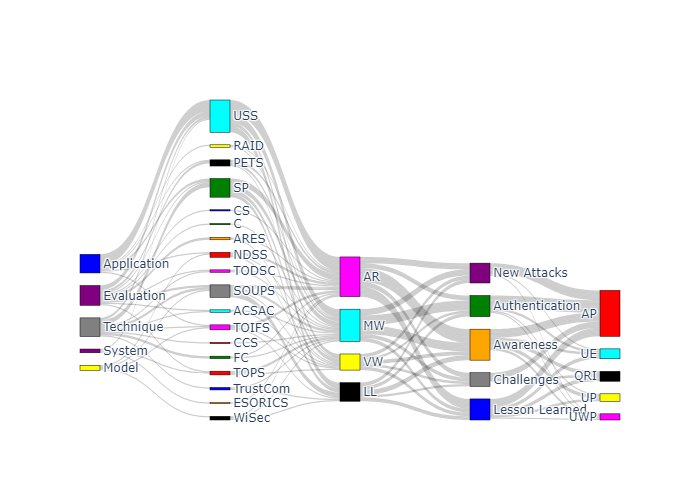 Application
Evaluation
Technique
System
Model
USS
RAID
PETS
SP
CS
C
ARES
NDSS
TODSC
SOUPS
ACSAC
TOIFS
CCS
FC
TOPS
TrustCom
ESORICS
WiSec
AR
MW
VW
LL
New Attacks
Authentication
Awareness
Challenges
Lesson Learned
AP
UE
QRI
UP
UWP